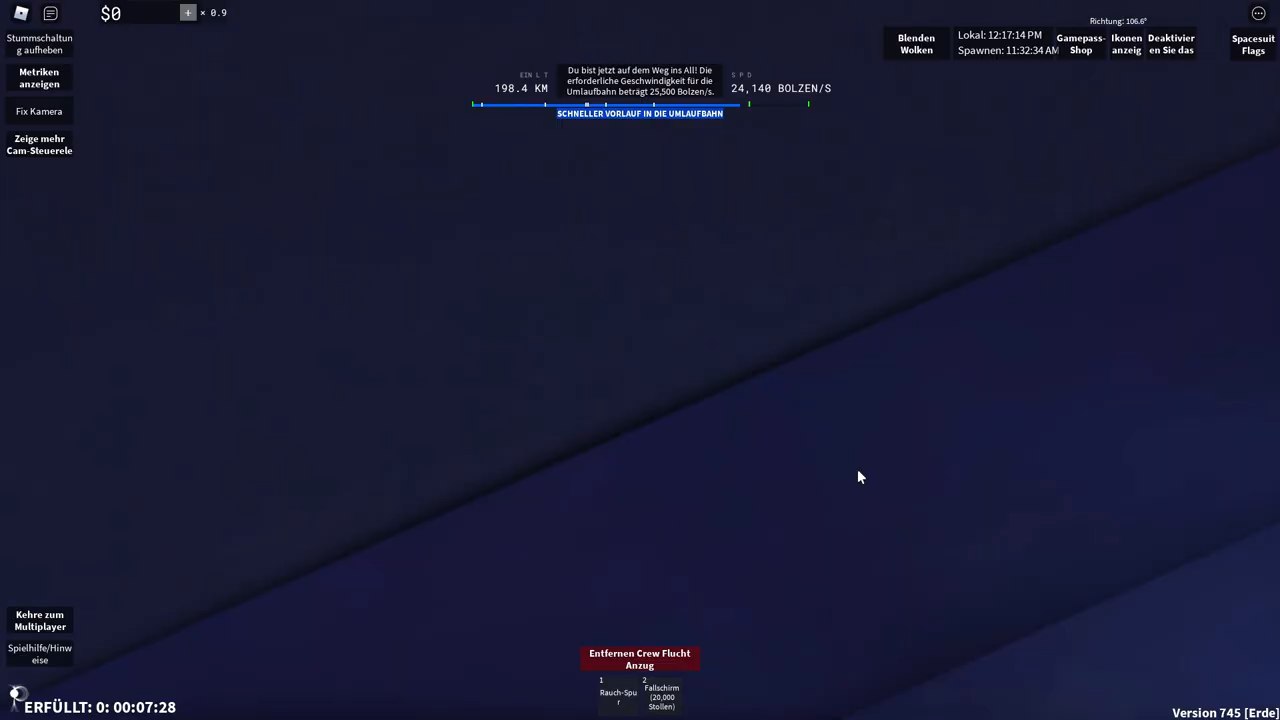 $0
+
× 0.9
Richtung: 106.6°
Stummschaltun
g aufheben
Metriken
anzeigen
Fix Kamera
Zeige mehr
Cam-Steuerele
EINLT
198.4 KM
Du bist jetzt auf dem Weg ins All! Die
erforderliche Geschwindigkeit für die
Umlaufbahn beträgt 25,500 Bolzen/s.
SPD
24,140 BOLZEN/S
SCHNELLER VORLAUF IN DIE UMLAUFBAHN
Blenden
Wolken
Lokal: 12:17:14 PM
Spawnen: 11:32:34 AM
Gamepass-
Shop
Ikonen
anzeig
Deaktivier
en Sie das
Spacesuit
Flags
Kehre zum
Multiplayer
Spielhilfe/Hinw
eise
Entfernen Crew Flucht
Anzug
1
Rauch-Spu
r
2
Fallschirm
(20,000
Stollen)
ERFÜLLT: 0: 00:07:28
Version 745 [Erde]